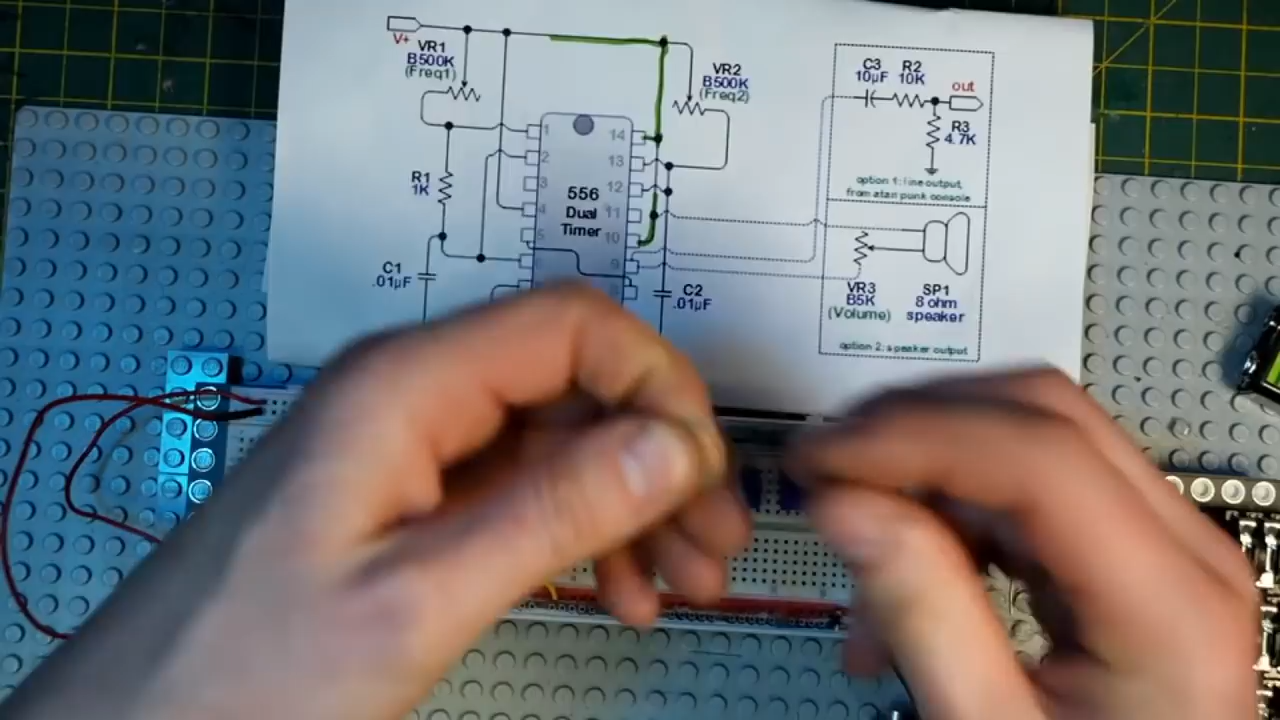 V+
VR1
B500K
(Freq1)
VR2
B500K
(Freq2)
R1
1K
C1
.01µF
1
2
3
4
5
14
13
12
11
10
9
556
Dual
Timer
C2
.01µF
C3
10µF
R2
10K
out
R3
4.7K
option 1: line output,
from atari punk console
VR3
B5K
(Volume)
SP1
8 ohm
speaker
option 2: speaker output